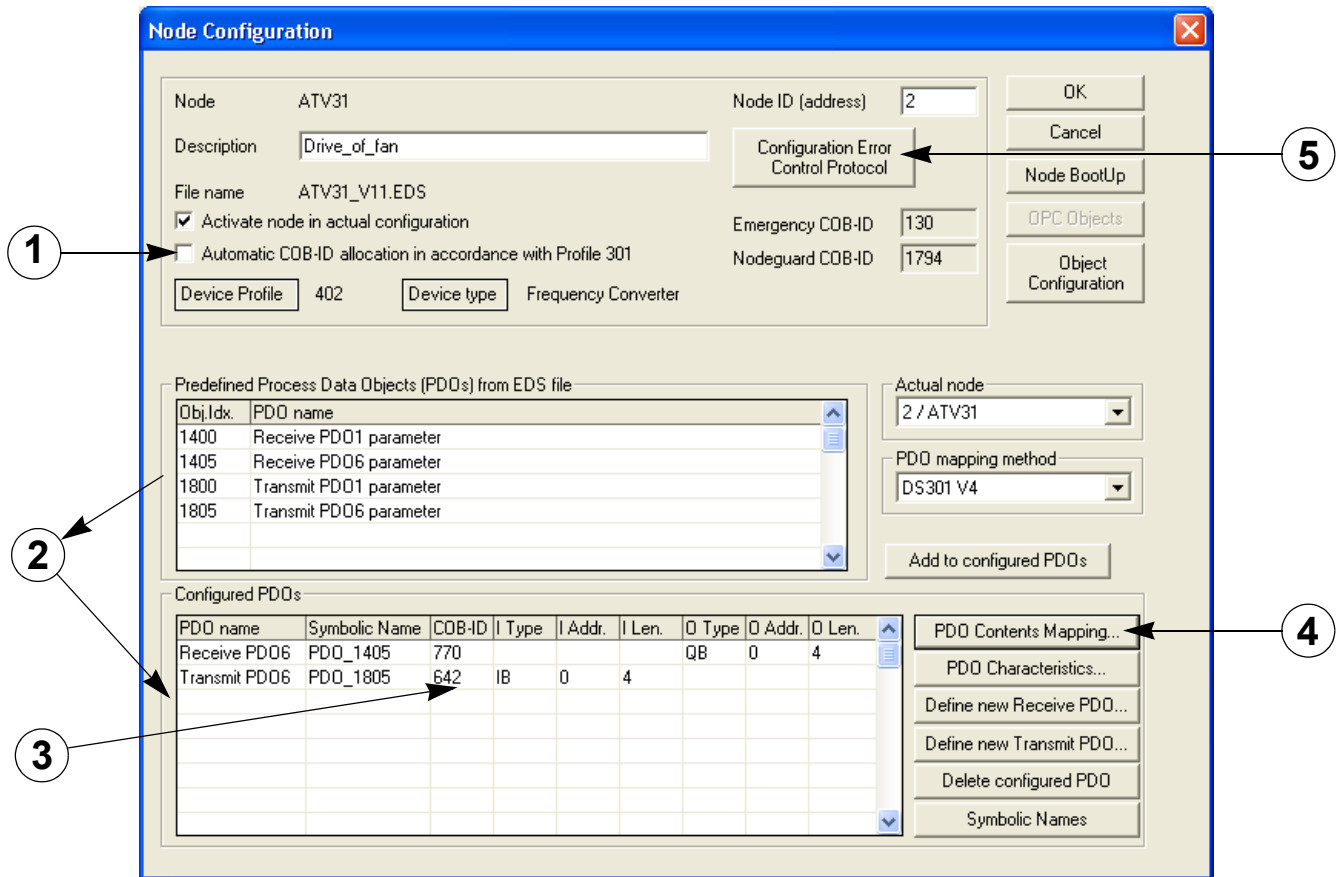 Node Configuration
Node ATV31 Node ID (address) 2 OK
Description Drive_of_fan Configuration Error Control Protocol Cancel 5
File name ATV31_V11.EDS Node BootUp
Activate node in actual configuration Emergency COB-ID 130 OPC Objects
1 Automatic COB-ID allocation in accordance with Profile 301 Nodeguard COB-ID 1794 Object Configuration
Device Profile 402 Device type Frequency Converter
Predefined Process Data Objects (PDOs) from EDS file Actual node
Obj.Idx. PDO name 2 / ATV31
1400 Receive PDO1 parameter
1405 Receive PDO6 parameter PDO mapping method
1800 Transmit PDO1 parameter DS301 V4
1805 Transmit PDO6 parameter
2 Add to configured PDOs
Configured PDOs
PDO name Symbolic Name COB-ID I Type I Addr. I Len. O Type O Addr. O Len. PDO Contents Mapping... 4
Receive PDO6 PDO_1405 770 QB 0 4
Transmit PDO6 PDO_1805 642 IB 0 4 PDO Characteristics...
Define new Receive PDO...
3 Define new Transmit PDO...
Delete configured PDO
Symbolic Names